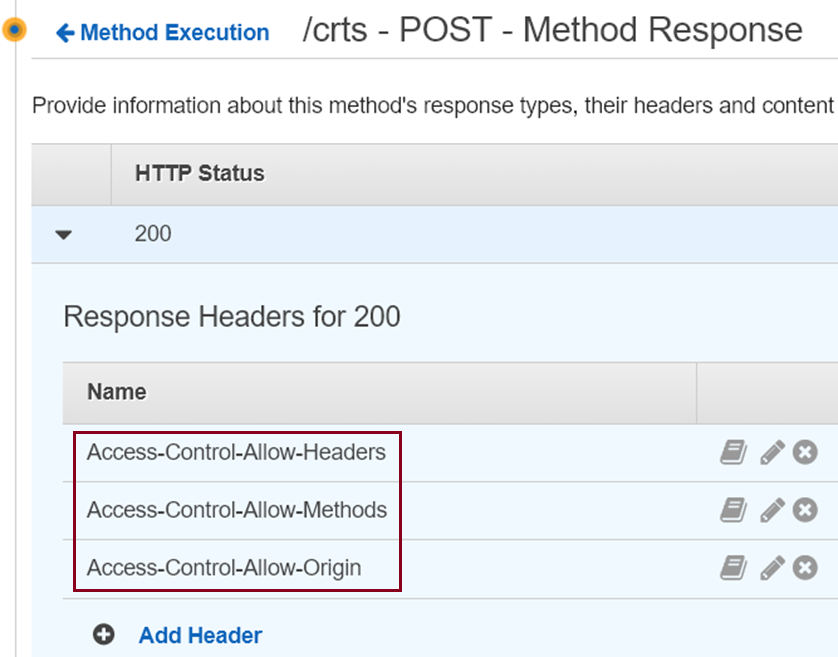 Method Execution /crts - POST - Method Response
Provide information about this method's response types, their headers and content
HTTP Status
200
Response Headers for 200
Name
Access-Control-Allow-Headers
Access-Control-Allow-Methods
Access-Control-Allow-Origin
Add Header